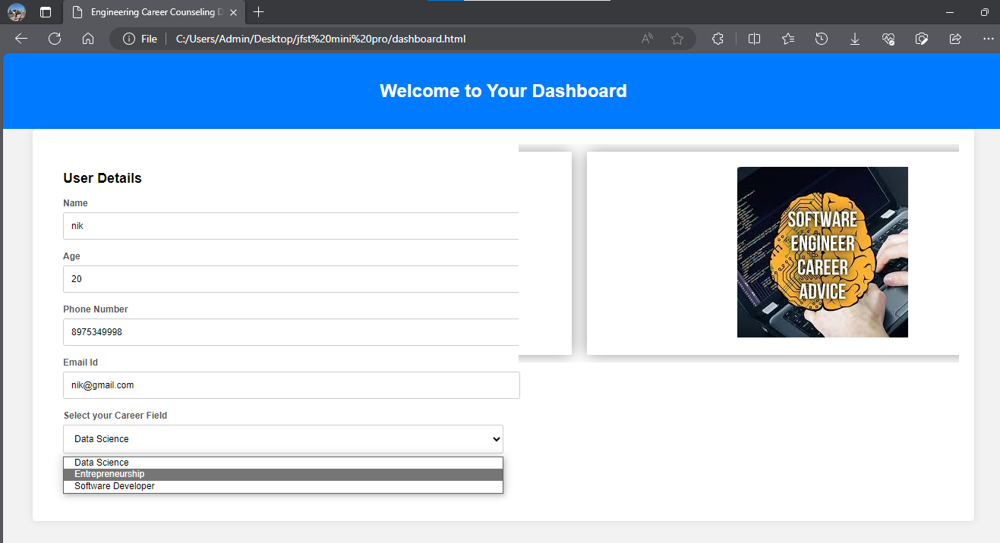 Engineering Career Counseling D
File
C:/Users/Admin/Desktop/jfst%20mini%20pro/dashboard.html
Welcome to Your Dashboard
User Details
Name
nik
Age
20
Phone Number
8975349998
Email Id
nik@gmail.com
Select your Career Field
Data Science
Data Science
Entrepreneurship
Software Developer
SOFTWARE
ENGINEER
CAREER
ADVICE